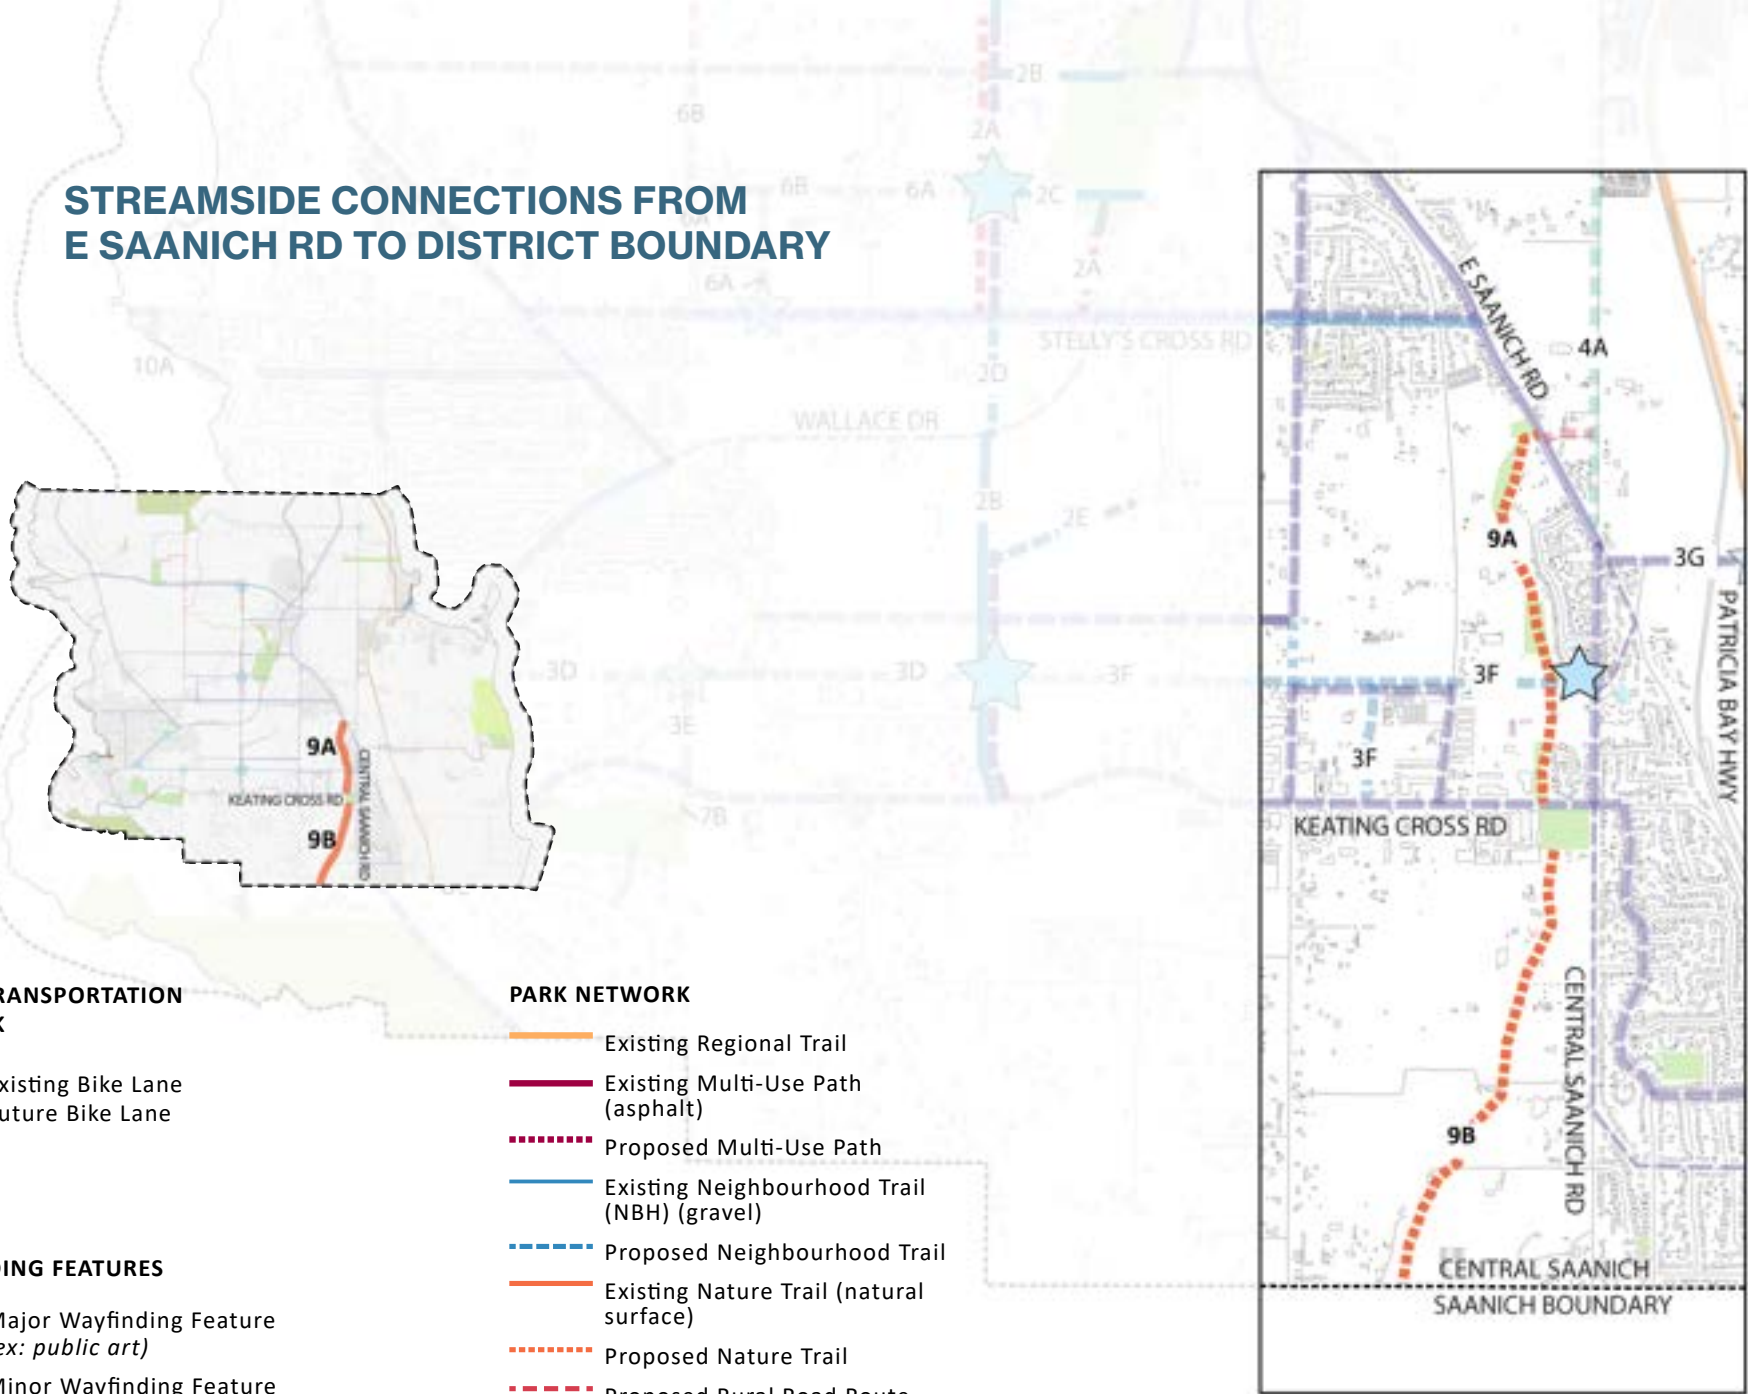 STREAMSIDE CONNECTIONS FROM
E SAANICH RD TO DISTRICT BOUNDARY
2B
6B
2A
6B
6A
2C
6A
2A
STELLY'S CROSS RD
10A
2D
WALLACE DR
2B
2E
3D
3D
3F
3E
7B
9A
KEATING CROSS RD
9B
CENTRAL SAANICH RD
E SAANICH RD
4A
9A
3G
PATRICIA BAY HWY
3F
3F
KEATING CROSS RD
CENTRAL SAANICH RD
9B
CENTRAL SAANICH
SAANICH BOUNDARY
RANSPORTATION
K
xisting Bike Lane
uture Bike Lane
DING FEATURES
Major Wayfinding Feature
ex: public art)
Minor Wayfinding Feature
PARK NETWORK
Existing Regional Trail
Existing Multi-Use Path
(asphalt)
Proposed Multi-Use Path
Existing Neighbourhood Trail
(NBH) (gravel)
Proposed Neighbourhood Trail
Existing Nature Trail (natural
surface)
Proposed Nature Trail
Proposed Rural Road Route